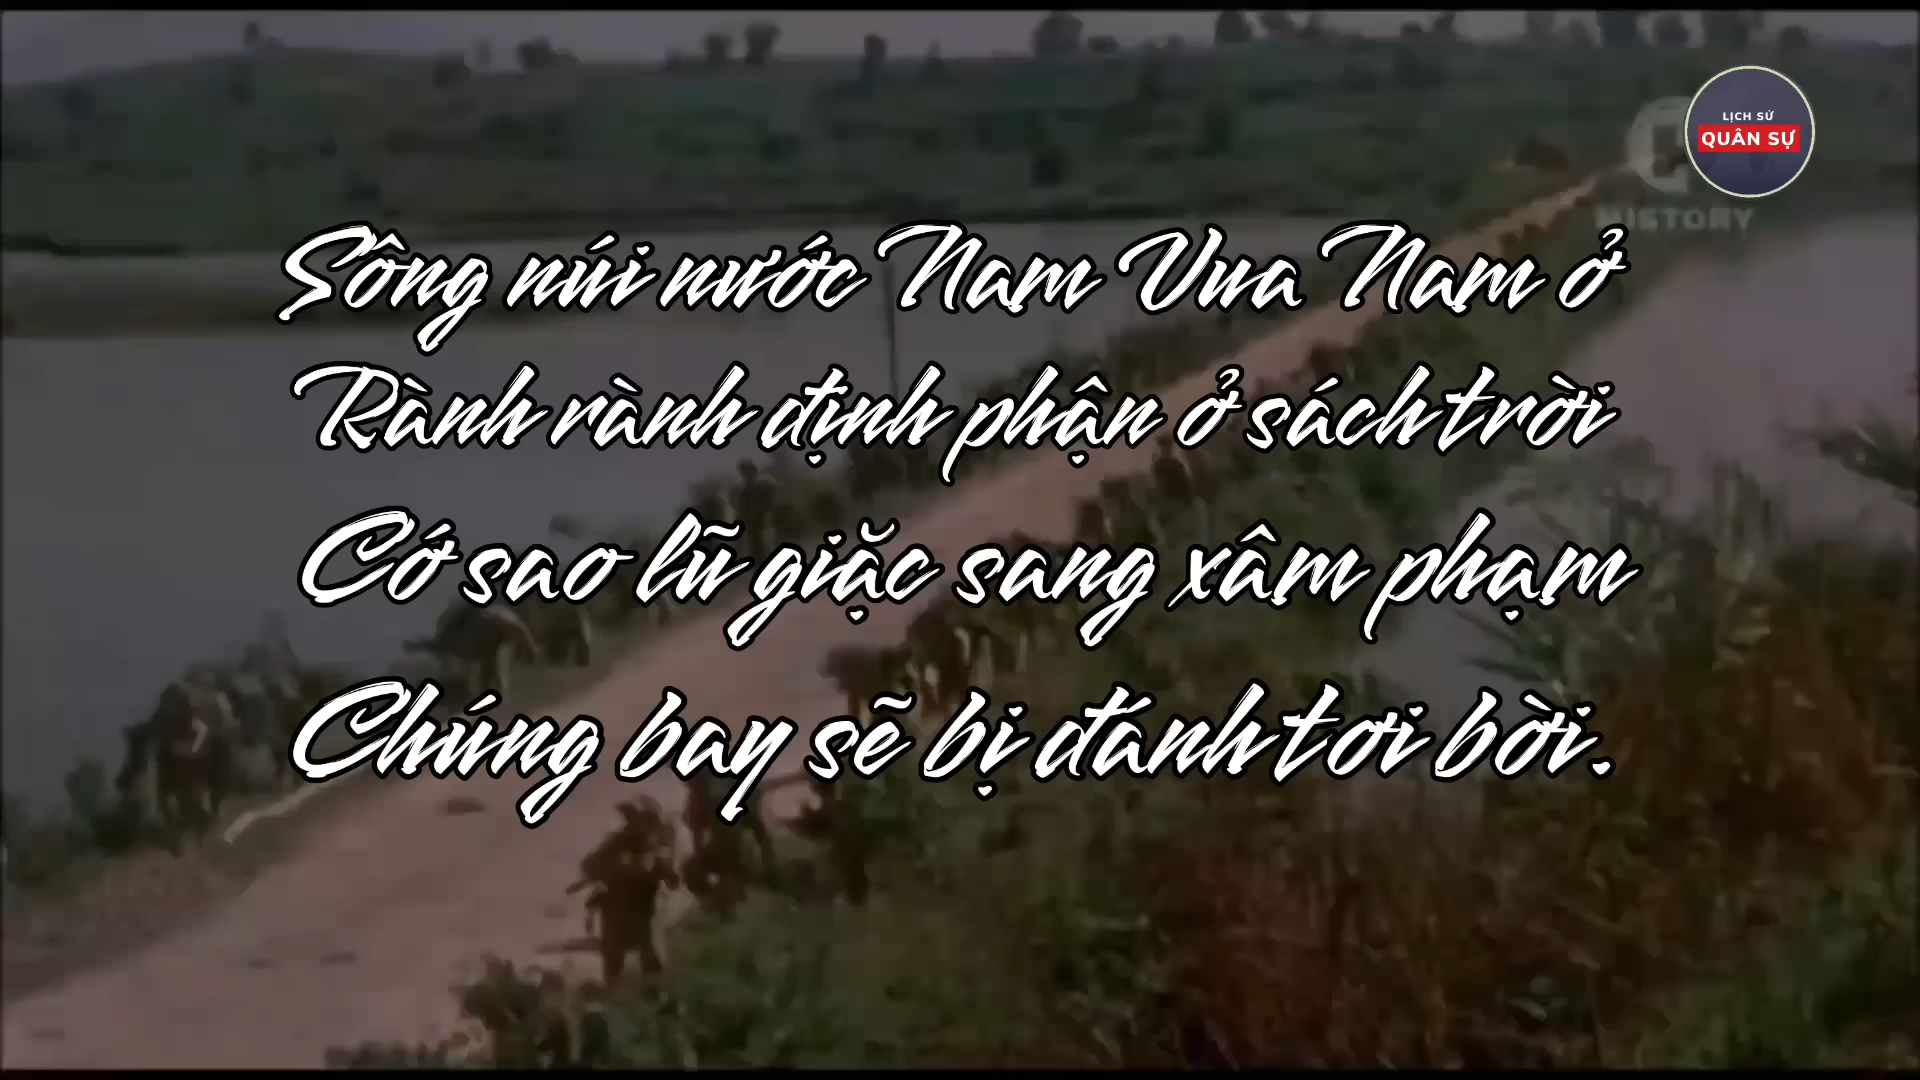 LỊCH SỬ
QUÂN SỰ
HISTORY
Sông núi nước Nam Vua Nam ở
Rành rành định phận ở sách trời
Cớ sao lũ giặc sang xâm phạm
Chúng bay sẽ bị đánh tơi bời.